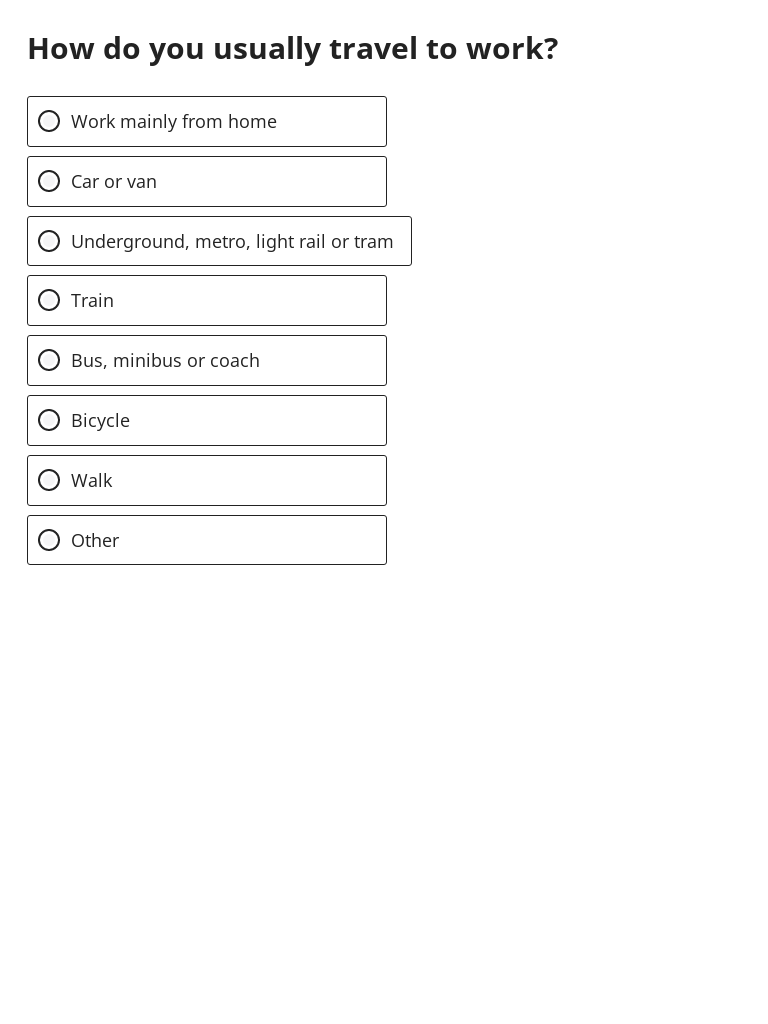 How do you usually travel to work?
Work mainly from home
Car or van
Underground, metro, light rail or tram
Train
Bus, minibus or coach
Bicycle
Walk
Other